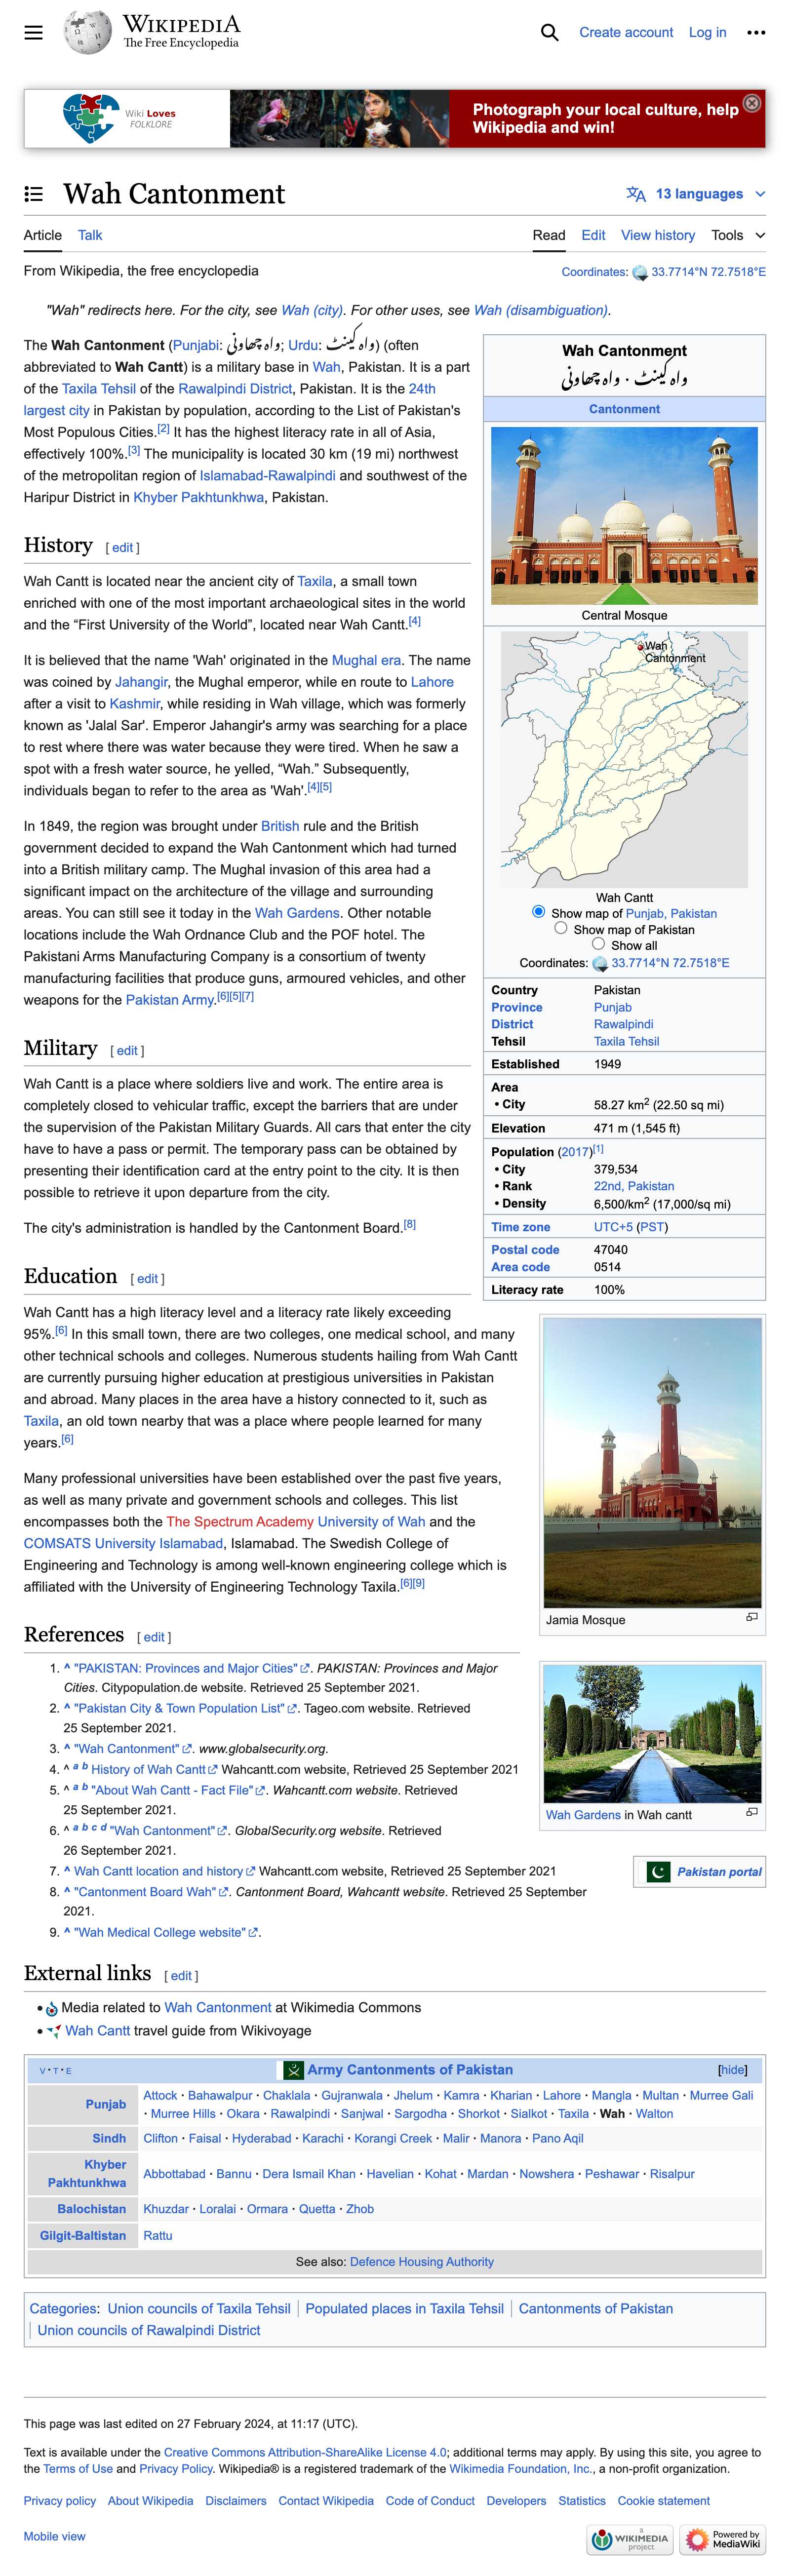 WIKIPEDIA
The Free Encyclopedia
Create account Log in
Wiki Loves
FOLKLORE
Photograph your local culture, help
Wikipedia and win!
Wah Cantonment
13 languages
Article Talk
Read Edit View history Tools
From Wikipedia, the free encyclopedia
Coordinates: 33.7714°N 72.7518°E
"Wah" redirects here. For the city, see Wah (city). For other uses, see Wah (disambiguation).
The Wah Cantonment (Punjabi: واہ چھاونی; Urdu: واہ کینٹ) (often
abbreviated to Wah Cantt) is a military base in Wah, Pakistan. It is a part
of the Taxila Tehsil of the Rawalpindi District, Pakistan. It is the 24th
largest city in Pakistan by population, according to the List of Pakistan's
Most Populous Cities.[2] It has the highest literacy rate in all of Asia,
effectively 100%.[3] The municipality is located 30 km (19 mi) northwest
of the metropolitan region of Islamabad-Rawalpindi and southwest of the
Haripur District in Khyber Pakhtunkhwa, Pakistan.
History [ edit ]
Wah Cantt is located near the ancient city of Taxila, a small town
enriched with one of the most important archaeological sites in the world
and the “First University of the World”, located near Wah Cantt.[4]
It is believed that the name 'Wah' originated in the Mughal era. The name
was coined by Jahangir, the Mughal emperor, while en route to Lahore
after a visit to Kashmir, while residing in Wah village, which was formerly
known as 'Jalal Sar'. Emperor Jahangir's army was searching for a place
to rest where there was water because they were tired. When he saw a
spot with a fresh water source, he yelled, “Wah.” Subsequently,
individuals began to refer to the area as 'Wah'.[4][5]
In 1849, the region was brought under British rule and the British
government decided to expand the Wah Cantonment which had turned
into a British military camp. The Mughal invasion of this area had a
significant impact on the architecture of the village and surrounding
areas. You can still see it today in the Wah Gardens. Other notable
locations include the Wah Ordnance Club and the POF hotel. The
Pakistani Arms Manufacturing Company is a consortium of twenty
manufacturing facilities that produce guns, armoured vehicles, and other
weapons for the Pakistan Army.[6][5][7]
Military [ edit ]
Wah Cantt is a place where soldiers live and work. The entire area is
completely closed to vehicular traffic, except the barriers that are under
the supervision of the Pakistan Military Guards. All cars that enter the city
have to have a pass or permit. The temporary pass can be obtained by
presenting their identification card at the entry point to the city. It is then
possible to retrieve it upon departure from the city.
The city's administration is handled by the Cantonment Board.[8]
Education [ edit ]
Wah Cantt has a high literacy level and a literacy rate likely exceeding
95%.[6] In this small town, there are two colleges, one medical school, and many
other technical schools and colleges. Numerous students hailing from Wah Cantt
are currently pursuing higher education at prestigious universities in Pakistan
and abroad. Many places in the area have a history connected to it, such as
Taxila, an old town nearby that was a place where people learned for many
years.[6]
Many professional universities have been established over the past five years,
as well as many private and government schools and colleges. This list
encompasses both the The Spectrum Academy University of Wah and the
COMSATS University Islamabad, Islamabad. The Swedish College of
Engineering and Technology is among well-known engineering college which is
affiliated with the University of Engineering Technology Taxila.[6][9]
Wah Cantonment
واہ کینٹ · واہ چھاونی
Cantonment
Central Mosque
Wah
Cantonment
Wah Cantt
Show map of Punjab, Pakistan
Show map of Pakistan
Show all
Coordinates: 33.7714°N 72.7518°E
Country Pakistan
Province Punjab
District Rawalpindi
Tehsil Taxila Tehsil
Established 1949
Area
• City 58.27 km2 (22.50 sq mi)
Elevation 471 m (1,545 ft)
Population (2017)[1]
• City 379,534
• Rank 22nd, Pakistan
• Density 6,500/km2 (17,000/sq mi)
Time zone UTC+5 (PST)
Postal code 47040
Area code 0514
Literacy rate 100%
Jamia Mosque
Wah Gardens in Wah cantt
Pakistan portal
References [ edit ]
1. ^ "PAKISTAN: Provinces and Major Cities". PAKISTAN: Provinces and Major
Cities. Citypopulation.de website. Retrieved 25 September 2021.
2. ^ "Pakistan City & Town Population List". Tageo.com website. Retrieved
25 September 2021.
3. ^ "Wah Cantonment". www.globalsecurity.org.
4. ^ a b History of Wah Cantt Wahcantt.com website, Retrieved 25 September 2021
5. ^ a b "About Wah Cantt - Fact File". Wahcantt.com website. Retrieved
25 September 2021.
6. ^ a b c d "Wah Cantonment". GlobalSecurity.org website. Retrieved
26 September 2021.
7. ^ Wah Cantt location and history Wahcantt.com website, Retrieved 25 September 2021
8. ^ "Cantonment Board Wah". Cantonment Board, Wahcantt website. Retrieved 25 September
2021.
9. ^ "Wah Medical College website".
External links [ edit ]
• Media related to Wah Cantonment at Wikimedia Commons
• Wah Cantt travel guide from Wikivoyage
V · T · E Army Cantonments of Pakistan [hide]
Punjab
Attock · Bahawalpur · Chaklala · Gujranwala · Jhelum · Kamra · Kharian · Lahore · Mangla · Multan · Murree Gali
· Murree Hills · Okara · Rawalpindi · Sanjwal · Sargodha · Shorkot · Sialkot · Taxila · Wah · Walton
Sindh Clifton · Faisal · Hyderabad · Karachi · Korangi Creek · Malir · Manora · Pano Aqil
Khyber
Pakhtunkhwa
Abbottabad · Bannu · Dera Ismail Khan · Havelian · Kohat · Mardan · Nowshera · Peshawar · Risalpur
Balochistan Khuzdar · Loralai · Ormara · Quetta · Zhob
Gilgit-Baltistan Rattu
See also: Defence Housing Authority
Categories: Union councils of Taxila Tehsil | Populated places in Taxila Tehsil | Cantonments of Pakistan
| Union councils of Rawalpindi District
This page was last edited on 27 February 2024, at 11:17 (UTC).
Text is available under the Creative Commons Attribution-ShareAlike License 4.0; additional terms may apply. By using this site, you agree to
the Terms of Use and Privacy Policy. Wikipedia® is a registered trademark of the Wikimedia Foundation, Inc., a non-profit organization.
Privacy policy About Wikipedia Disclaimers Contact Wikipedia Code of Conduct Developers Statistics Cookie statement
Mobile view
a
WIKIMEDIA
project
Powered by
MediaWiki